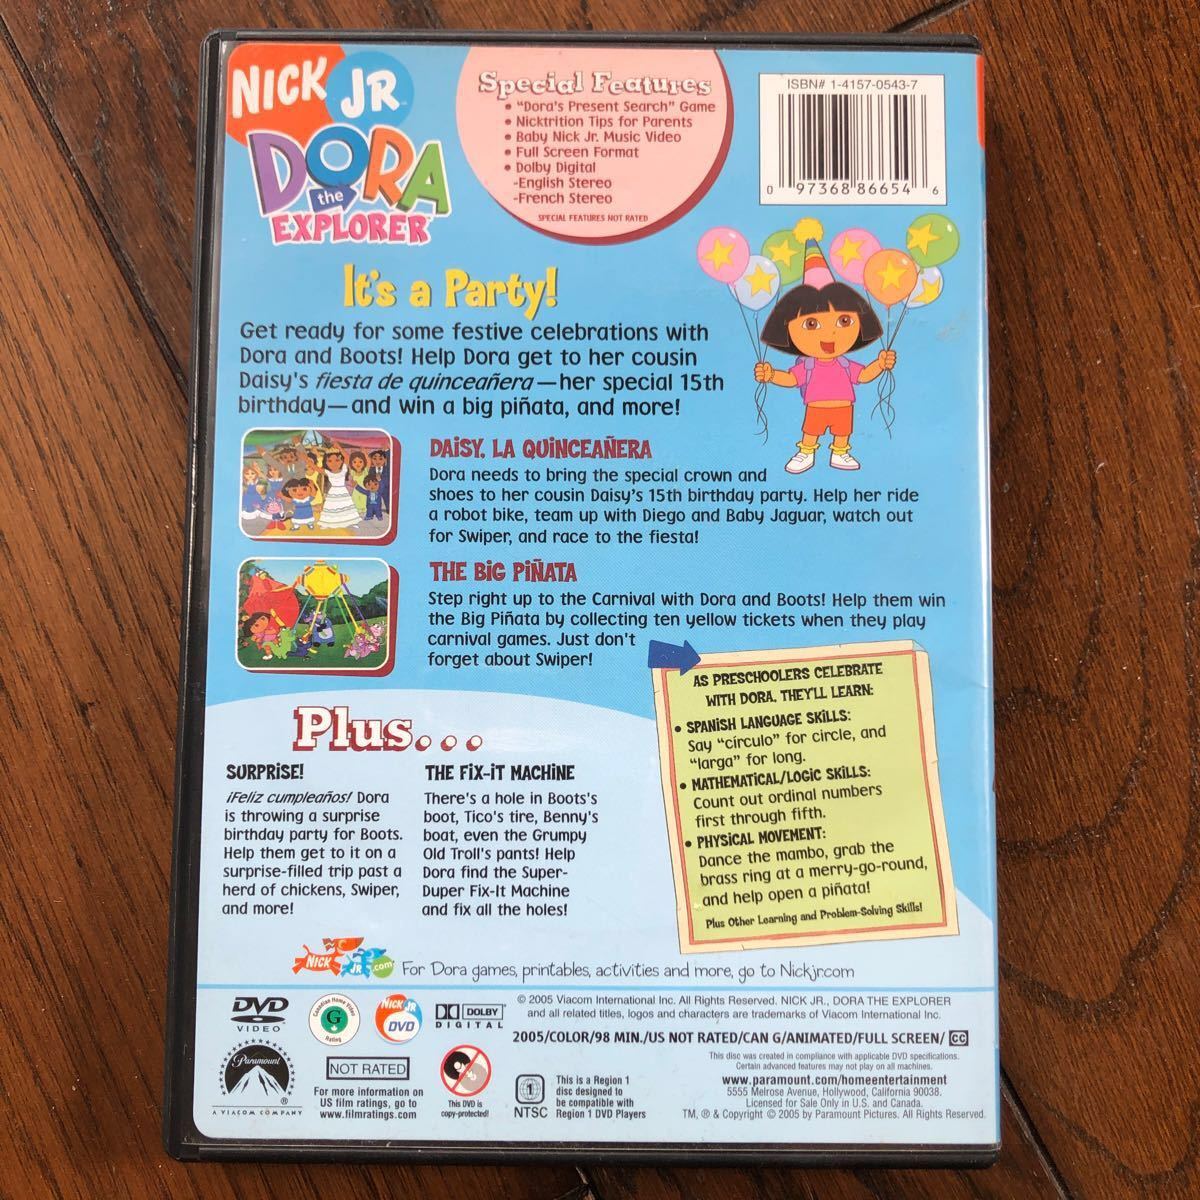 NICK JR
DORA
the
EXPLORER
Special Features
• “Dora's Present Search” Game
• Nicktrition Tips for Parents
• Baby Nick Jr. Music Video
• Full Screen Format
• Dolby Digital
-English Stereo
-French Stereo
SPECIAL FEATURES NOT RATED
ISBN# 1-4157-0543-7
0 97368 86654 6
It's a Party!
Get ready for some festive celebrations with
Dora and Boots! Help Dora get to her cousin
Daisy's fiesta de quinceañera—her special 15th
birthday—and win a big piñata, and more!
DAiSY, LA QUiNCEAÑERA
Dora needs to bring the special crown and
shoes to her cousin Daisy's 15th birthday party. Help her ride
a robot bike, team up with Diego and Baby Jaguar, watch out
for Swiper, and race to the fiesta!
THE BiG PiÑATA
Step right up to the Carnival with Dora and Boots! Help them win
the Big Piñata by collecting ten yellow tickets when they play
carnival games. Just don't
forget about Swiper!
Plus...
SURPRiSE!
¡Feliz cumpleaños! Dora
is throwing a surprise
birthday party for Boots.
Help them get to it on a
surprise-filled trip past a
herd of chickens, Swiper,
and more!
THE FiX-iT MACHiNE
There's a hole in Boots's
boot, Tico's tire, Benny's
boat, even the Grumpy
Old Troll's pants! Help
Dora find the Super-
Duper Fix-It Machine
and fix all the holes!
AS PRESCHOOLERS CELEBRATE
WiTH DORA, THEY'LL LEARN:
• SPANiSH LANGUAGE SKiLLS:
Say “círculo” for circle, and
“larga” for long.
• MATHEMATiCAL/LOGiC SKiLLS:
Count out ordinal numbers
first through fifth.
• PHYSiCAL MOVEMENT:
Dance the mambo, grab the
brass ring at a merry-go-round,
and help open a piñata!
Plus Other Learning and Problem-Solving Skills!
NICK JR .com For Dora games, printables, activities and more, go to Nickjr.com
DVD
VIDEO
Canadian Home Video
G
Rating
NICK JR
DVD
DOLBY
DIGITAL
© 2005 Viacom International Inc. All Rights Reserved. NICK JR., DORA THE EXPLORER
and all related titles, logos and characters are trademarks of Viacom International Inc.
2005/COLOR/98 MIN./US NOT RATED/CAN G/ANIMATED/FULL SCREEN/ CC
Paramount
®
A VIACOM COMPANY
NOT RATED
For more information on
US film ratings, go to
www.filmratings.com
This DVD is
copy-protected!
1
NTSC
This is a Region 1
disc designed to
be compatible with
Region 1 DVD Players
This disc was created in compliance with applicable DVD specifications.
Certain advanced features may not play on all machines.
www.paramount.com/homeentertainment
5555 Melrose Avenue, Hollywood, California 90038.
Licensed for Sale Only in U.S. and Canada.
TM, ® & Copyright © 2005 by Paramount Pictures. All Rights Reserved.